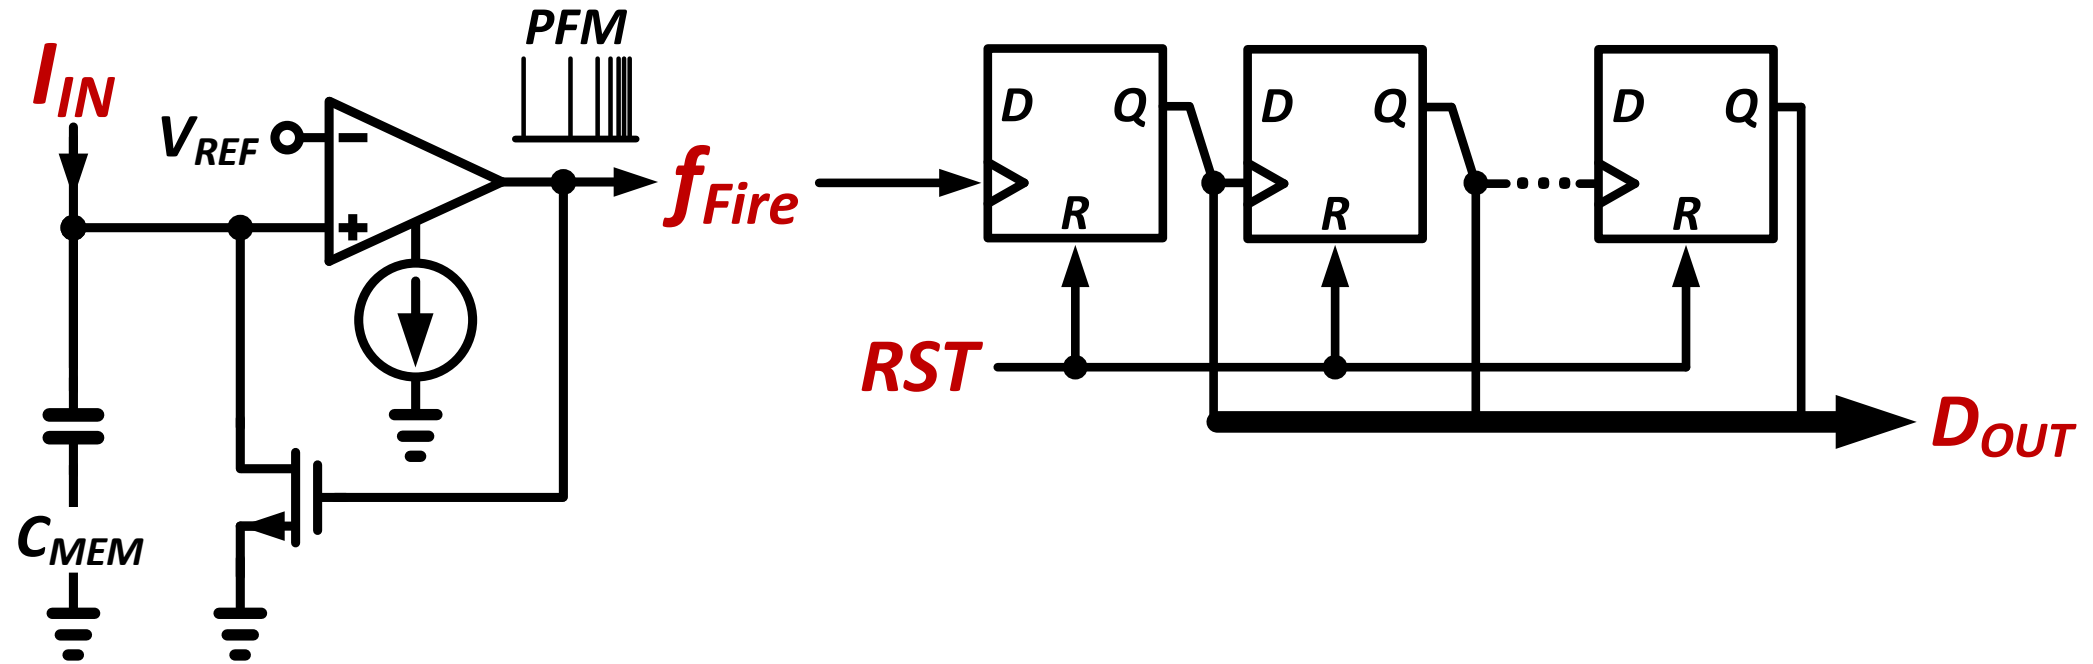 PFM
I_IN
V_REF
−
+
f_Fire
C_MEM
D Q
R
D Q
R
D Q
R
RST
D_OUT